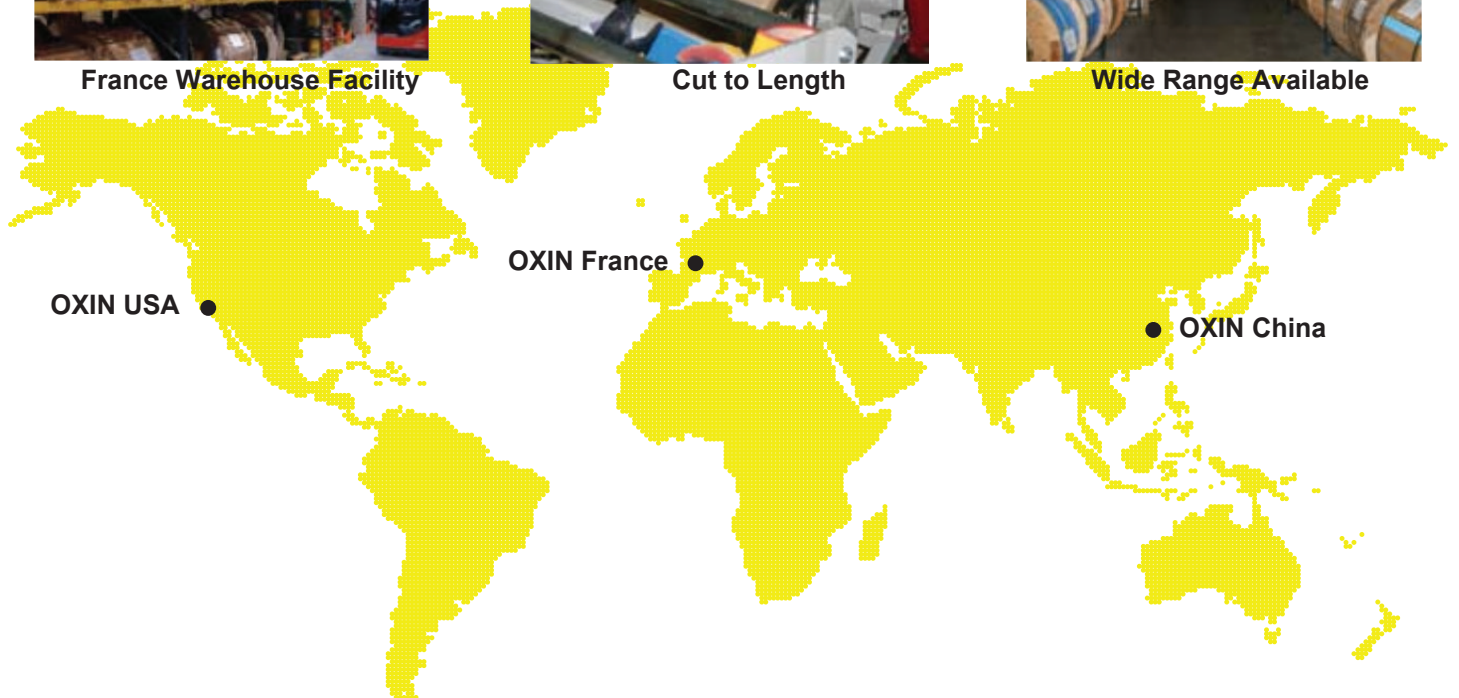 France Warehouse Facility
Cut to Length
Wide Range Available
OXIN France
OXIN USA
OXIN China